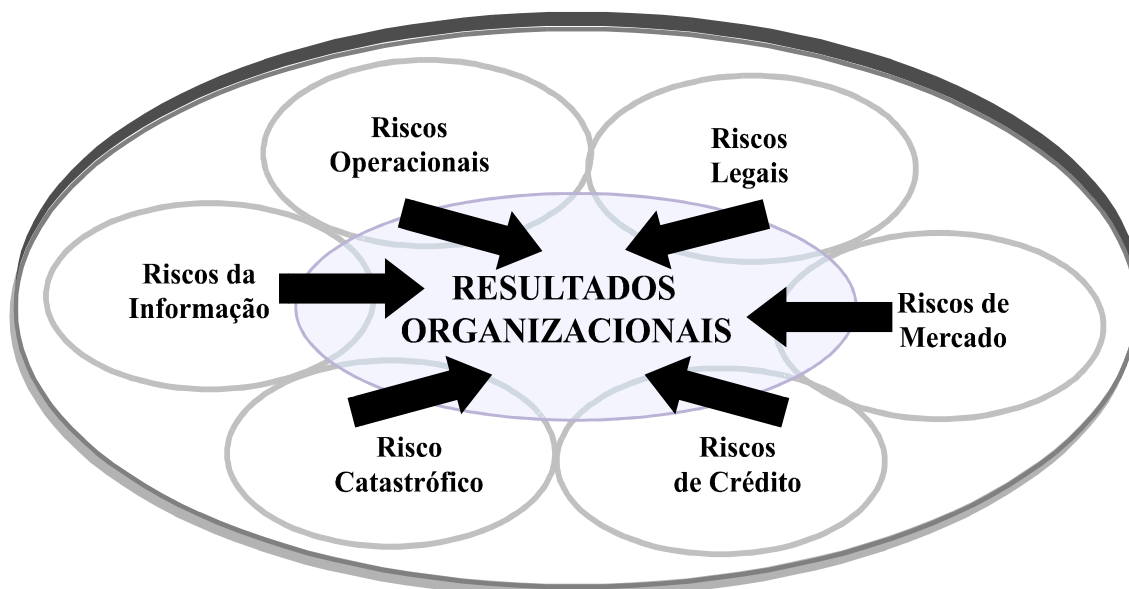 Riscos
Operacionais
Riscos
Legais
Riscos da
Informação
RESULTADOS
ORGANIZACIONAIS
Riscos de
Mercado
Risco
Catastrófico
Riscos
de Crédito